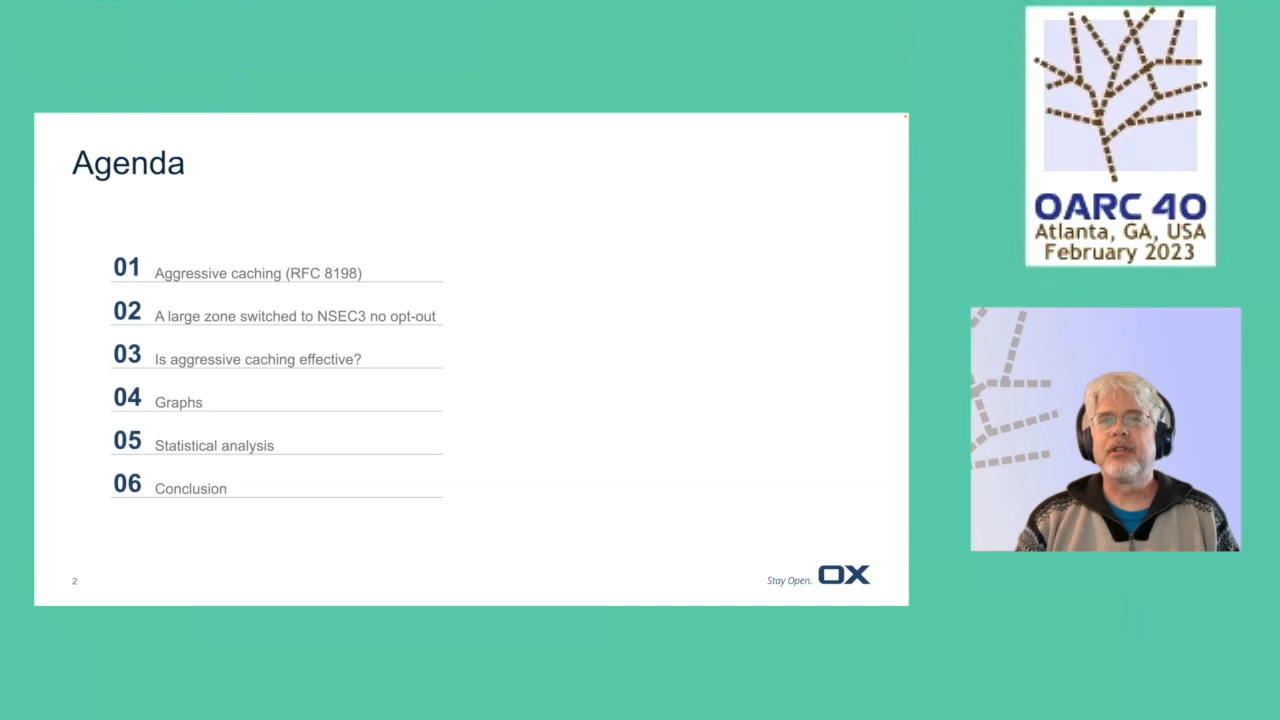 Agenda
01 Aggressive caching (RFC 8198)
02 A large zone switched to NSEC3 no opt-out
03 Is aggressive caching effective?
04 Graphs
05 Statistical analysis
06 Conclusion
2
Stay Open. OX
OARC 40
Atlanta, GA, USA
February 2023